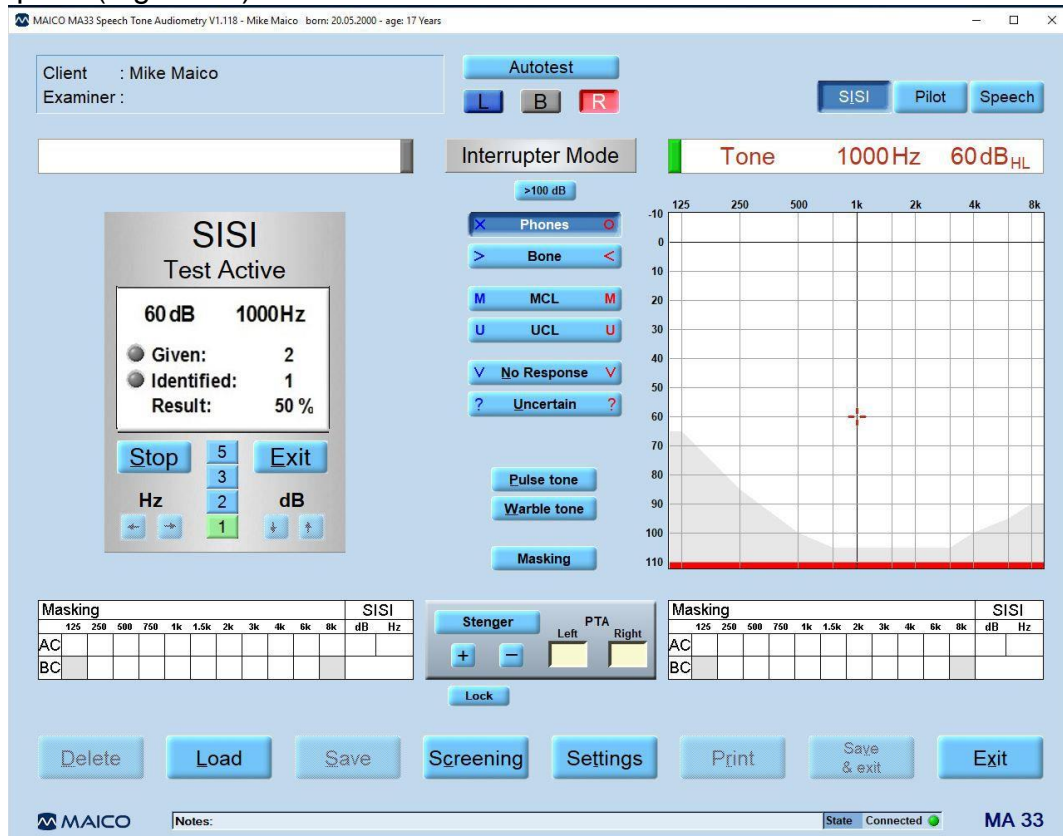 MAICO MA33 Speech Tone Audiometry V1.118 - Mike Maico born: 20.05.2000 - age: 17 Years
Client : Mike Maico
Examiner :
Autotest
L B R
SISI Pilot Speech
Interrupter Mode
Tone 1000Hz 60dBHL
>100 dB
SISI
Test Active
60dB 1000Hz
Given: 2
Identified: 1
Result: 50 %
Stop Exit
5
3
2
1
Hz dB
X Phones O
> Bone <
M MCL M
U UCL U
V No Response V
? Uncertain ?
Pulse tone
Warble tone
Masking
125 250 500 1k 2k 4k 8k
-10
0
10
20
30
40
50
60
70
80
90
100
110
Masking SISI
125 250 500 750 1k 1.5k 2k 3k 4k 6k 8k dB Hz
AC
BC
Stenger PTA
Left Right
+ −
Lock
Masking SISI
125 250 500 750 1k 1.5k 2k 3k 4k 6k 8k dB Hz
AC
BC
Delete Load Save Screening Settings Print Save & exit Exit
MAICO Notes: State Connected MA 33